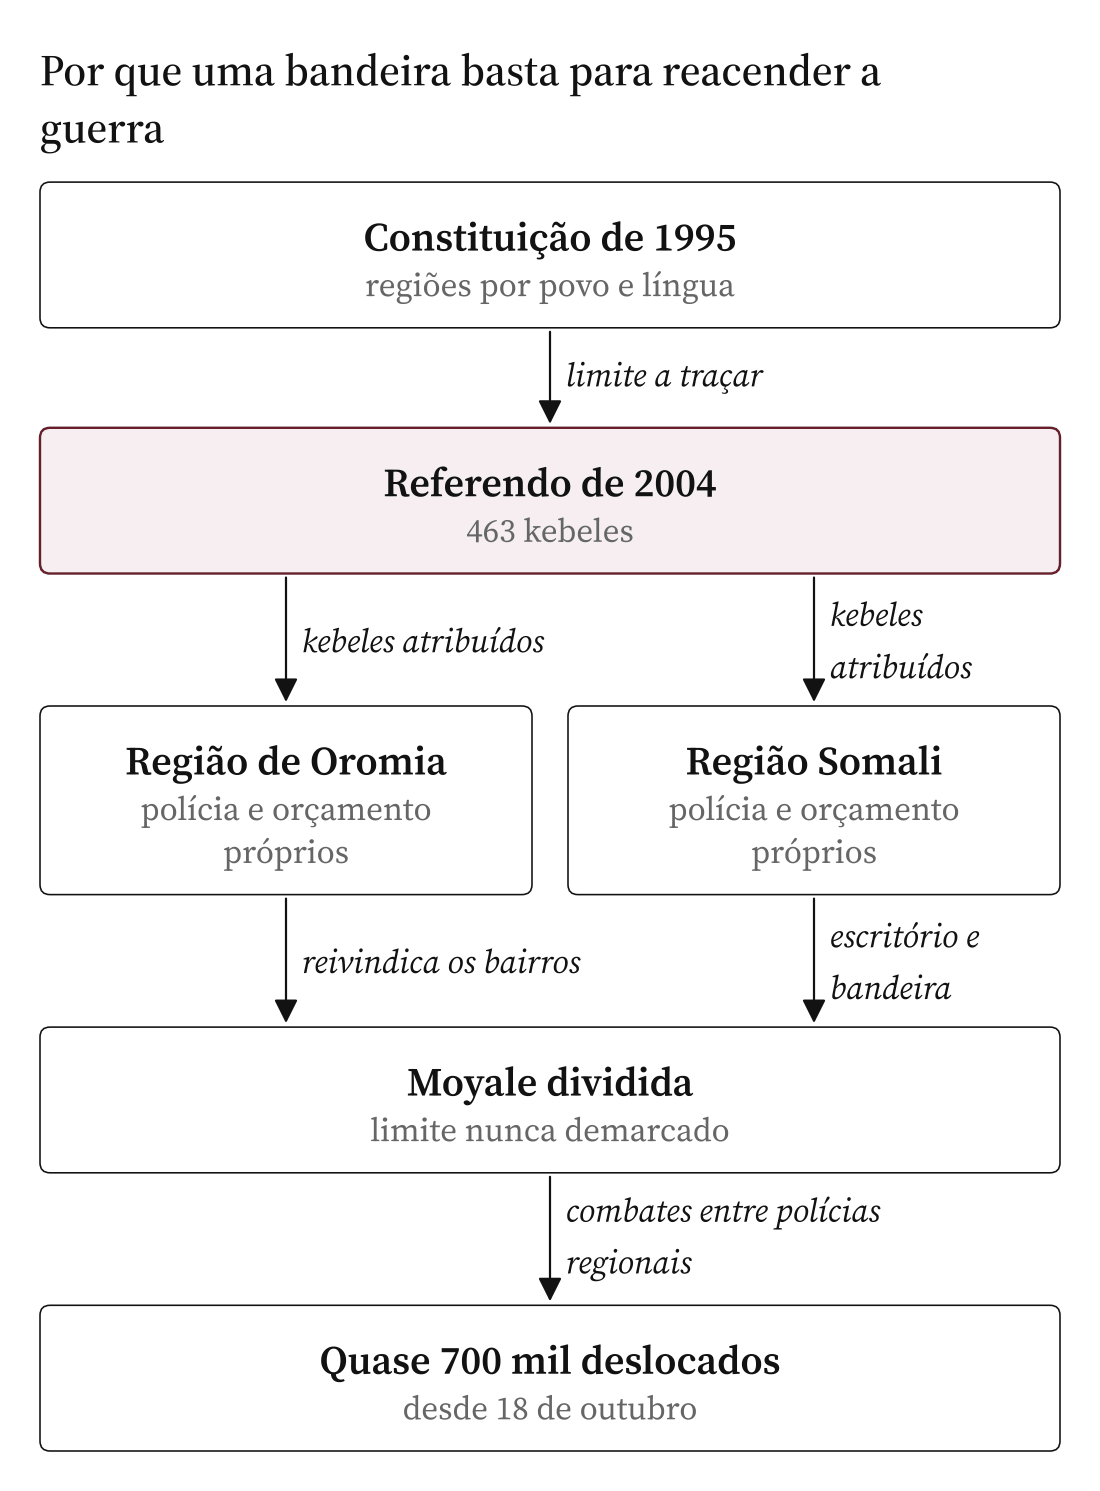 Por que uma bandeira basta para reacender a
guerra
Constituição de 1995
regiões por povo e língua
limite a traçar
Referendo de 2004
463 kebeles
kebeles atribuídos
kebeles
atribuídos
Região de Oromia
polícia e orçamento
próprios
Região Somali
polícia e orçamento
próprios
reivindica os bairros
escritório e
bandeira
Moyale dividida
limite nunca demarcado
combates entre polícias
regionais
Quase 700 mil deslocados
desde 18 de outubro